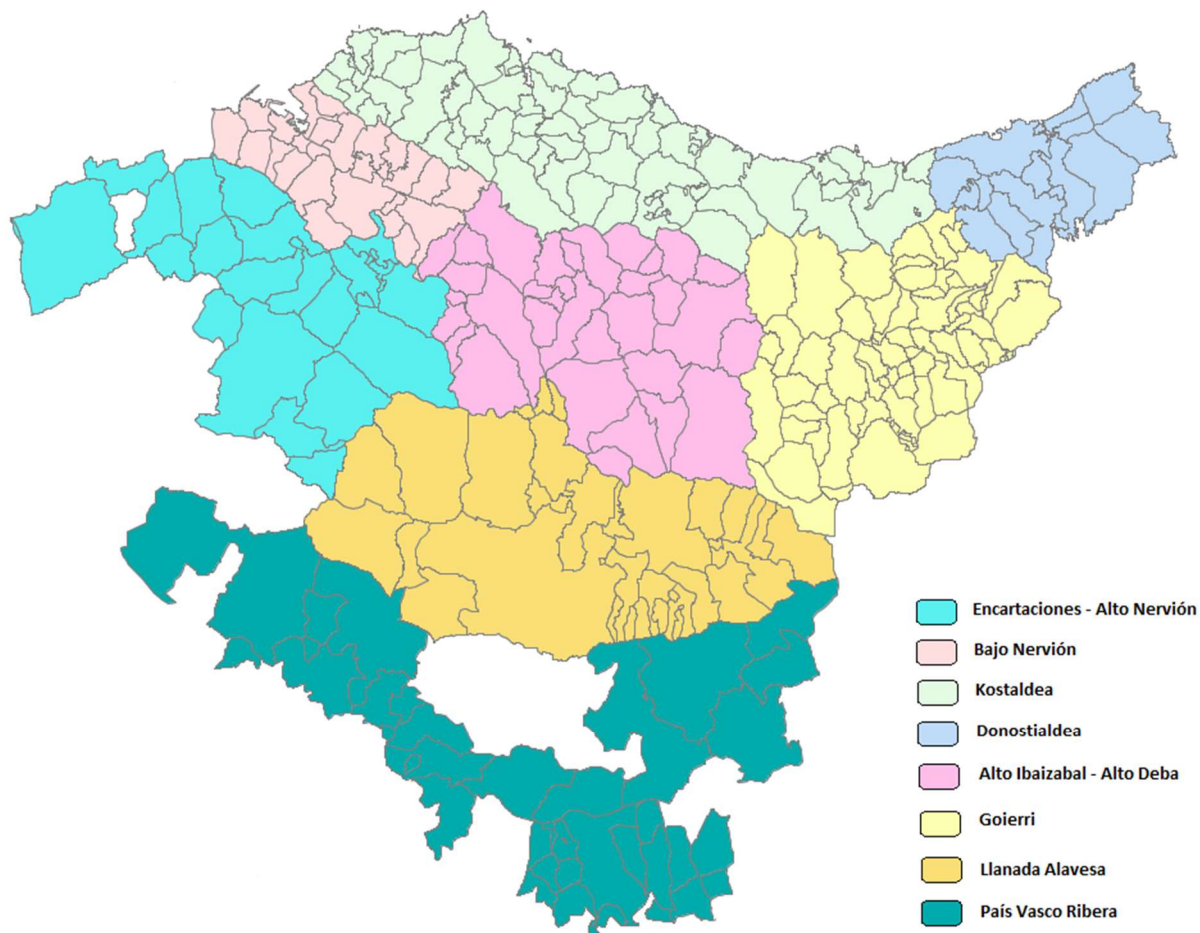 Encartaciones - Alto Nervión
Bajo Nervión
Kostaldea
Donostialdea
Alto Ibaizabal - Alto Deba
Goierri
Llanada Alavesa
País Vasco Ribera